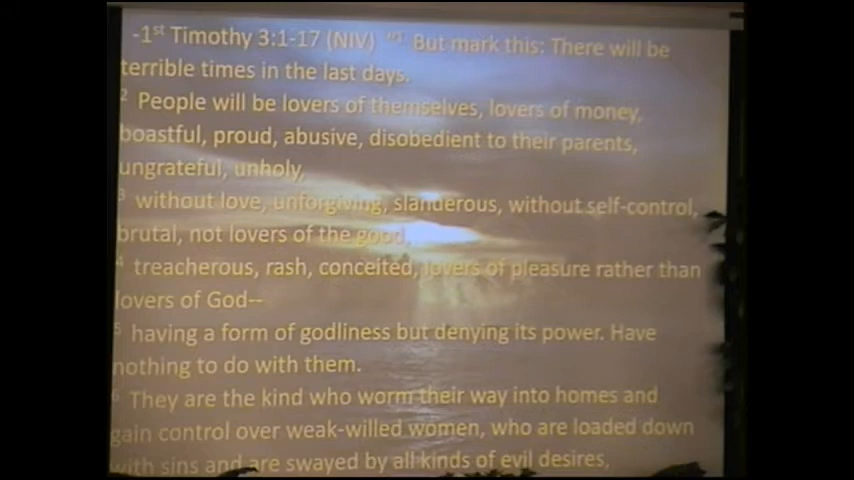 -1st Timothy 3:1-17 (NIV) "1 But mark this: There will be
terrible times in the last days.
2 People will be lovers of themselves, lovers of money,
boastful, proud, abusive, disobedient to their parents,
ungrateful, unholy,
3 without love, unforgiving, slanderous, without self-control,
brutal, not lovers of the good,
4 treacherous, rash, conceited, lovers of pleasure rather than
lovers of God--
5 having a form of godliness but denying its power. Have
nothing to do with them.
6 They are the kind who worm their way into homes and
gain control over weak-willed women, who are loaded down
with sins and are swayed by all kinds of evil desires,